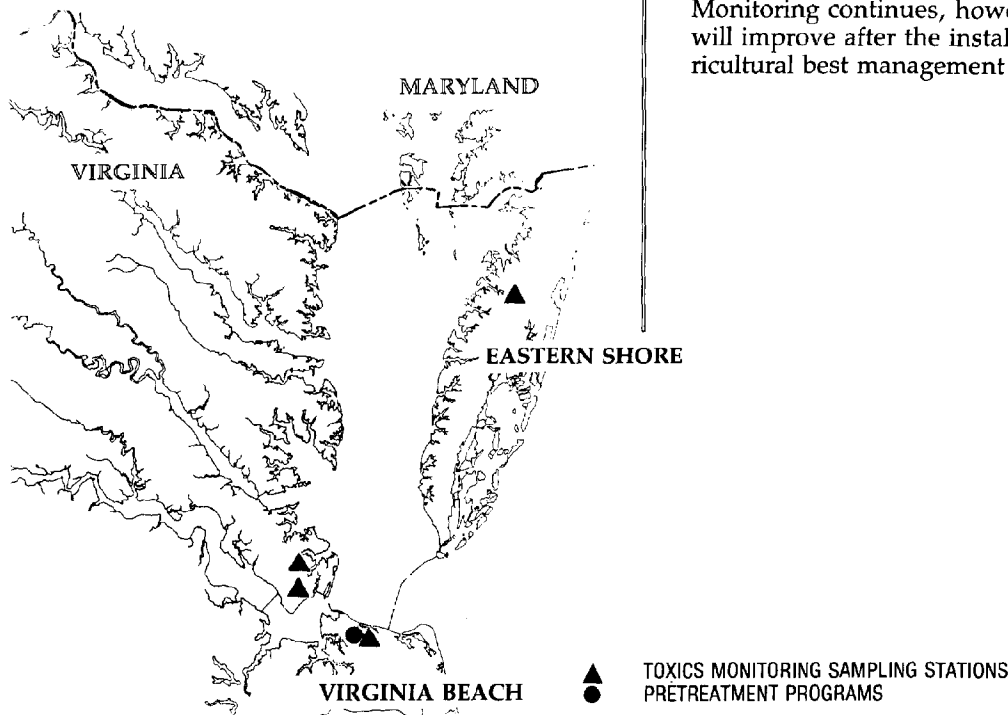 Monitoring continues, howe
will improve after the instal
ricultural best management
MARYLAND
VIRGINIA
EASTERN SHORE
VIRGINIA BEACH
TOXICS MONITORING SAMPLING STATIONS
PRETREATMENT PROGRAMS